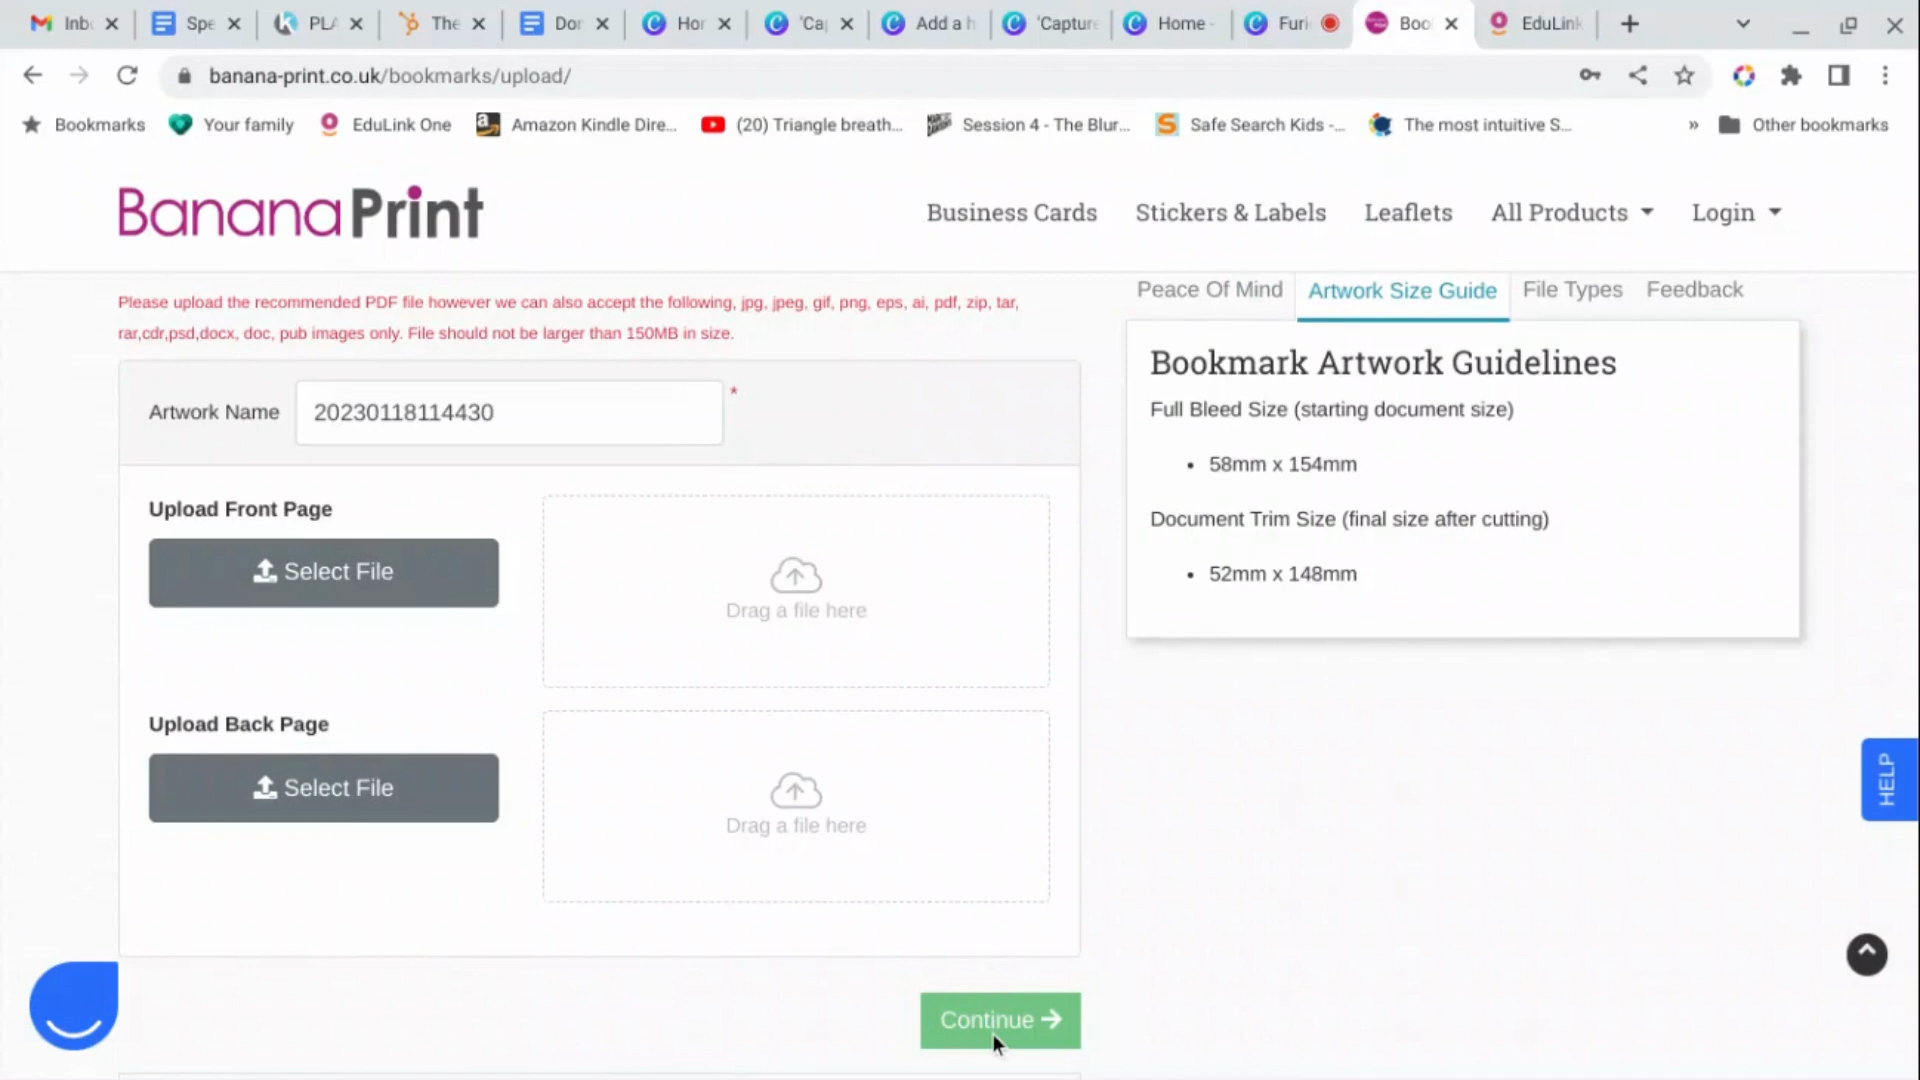 Inb
Spe
PLA
The
Dor
Hor
'Cap
Add a h
'Capture
Home -
Furi
Boo
EduLink
banana-print.co.uk/bookmarks/upload/
Bookmarks
Your family
EduLink One
Amazon Kindle Dire...
(20) Triangle breath...
Session 4 - The Blur...
Safe Search Kids -...
The most intuitive S...
»
Other bookmarks
BananaPrint
Business Cards
Stickers & Labels
Leaflets
All Products
Login
Please upload the recommended PDF file however we can also accept the following, jpg, jpeg, gif, png, eps, ai, pdf, zip, tar,
rar,cdr,psd,docx, doc, pub images only. File should not be larger than 150MB in size.
Artwork Name
20230118114430
*
Upload Front Page
Select File
Drag a file here
Upload Back Page
Select File
Drag a file here
Continue
Peace Of Mind
Artwork Size Guide
File Types
Feedback
Bookmark Artwork Guidelines
Full Bleed Size (starting document size)
• 58mm x 154mm
Document Trim Size (final size after cutting)
• 52mm x 148mm
HELP